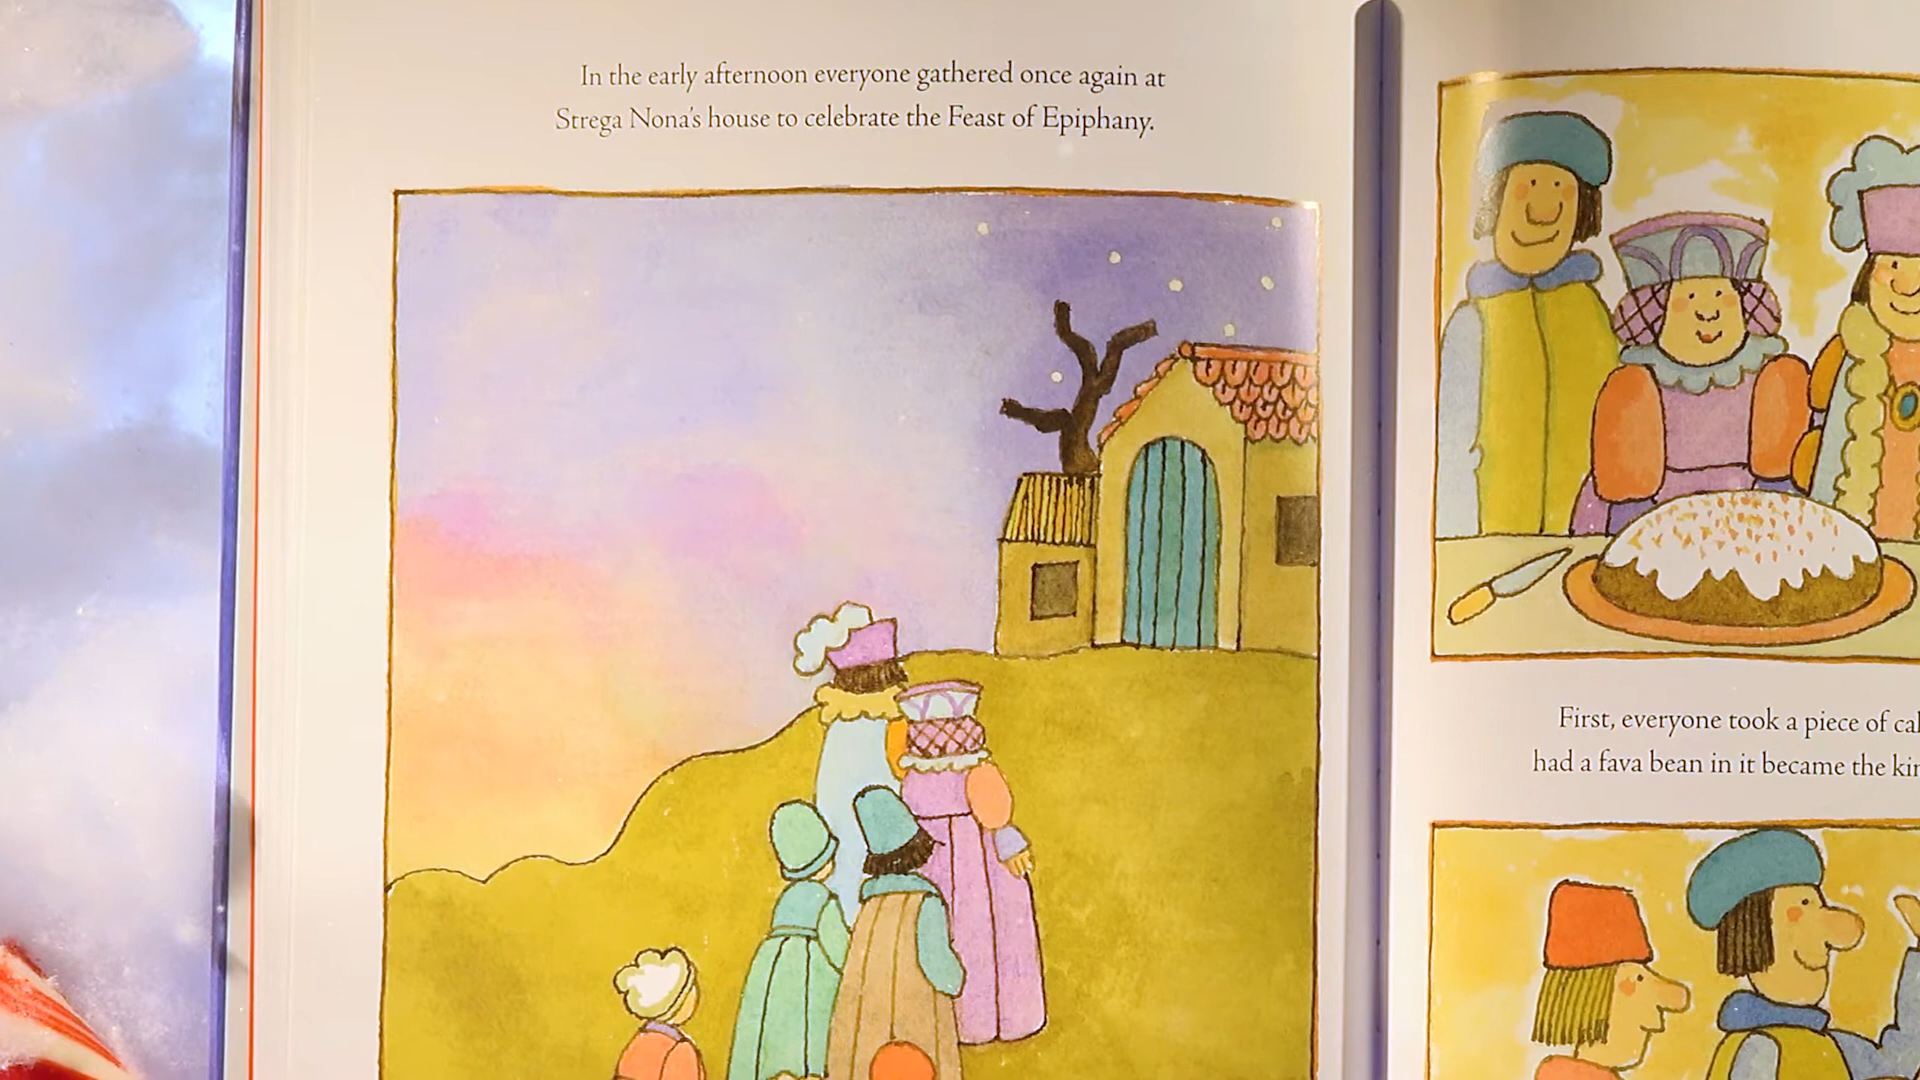 In the early afternoon everyone gathered once again at
Strega Nona's house to celebrate the Feast of Epiphany.
First, everyone took a piece of
had a fava bean in it became the